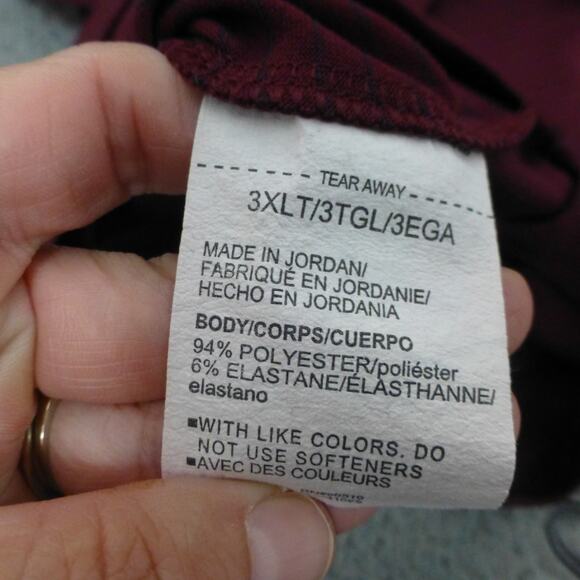 TEAR AWAY
3XLT/3TGL/3EGA
MADE IN JORDAN/
FABRIQUÉ EN JORDANIE/
HECHO EN JORDANIA
BODY/CORPS/CUERPO
94% POLYESTER/poliéster
6% ELASTANE/ÉLASTHANNE/
elastano
■WITH LIKE COLORS. DO
NOT USE SOFTENERS
■AVEC DES COULEURS